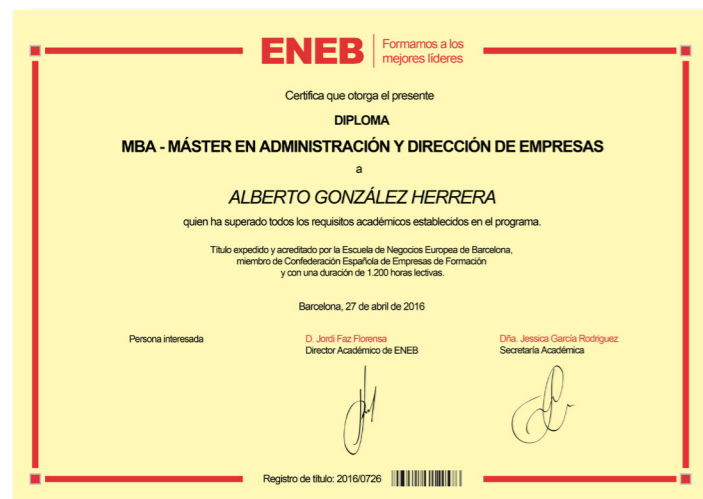 ENEB
Formamos a los
mejores líderes
Certifica que otorga el presente
DIPLOMA
MBA - MÁSTER EN ADMINISTRACIÓN Y DIRECCIÓN DE EMPRESAS
a
ALBERTO GONZÁLEZ HERRERA
quien ha superado todos los requisitos académicos establecidos en el programa.
Título expedido y acreditado por la Escuela de Negocios Europea de Barcelona,
miembro de Confederación Española de Empresas de Formación
y con una duración de 1.200 horas lectivas.
Barcelona, 27 de abril de 2016
Persona interesada
D. Jordi Faz Florensa
Director Académico de ENEB
Dña. Jessica García Rodriguez
Secretaría Académica
Registro de título: 2016/0726